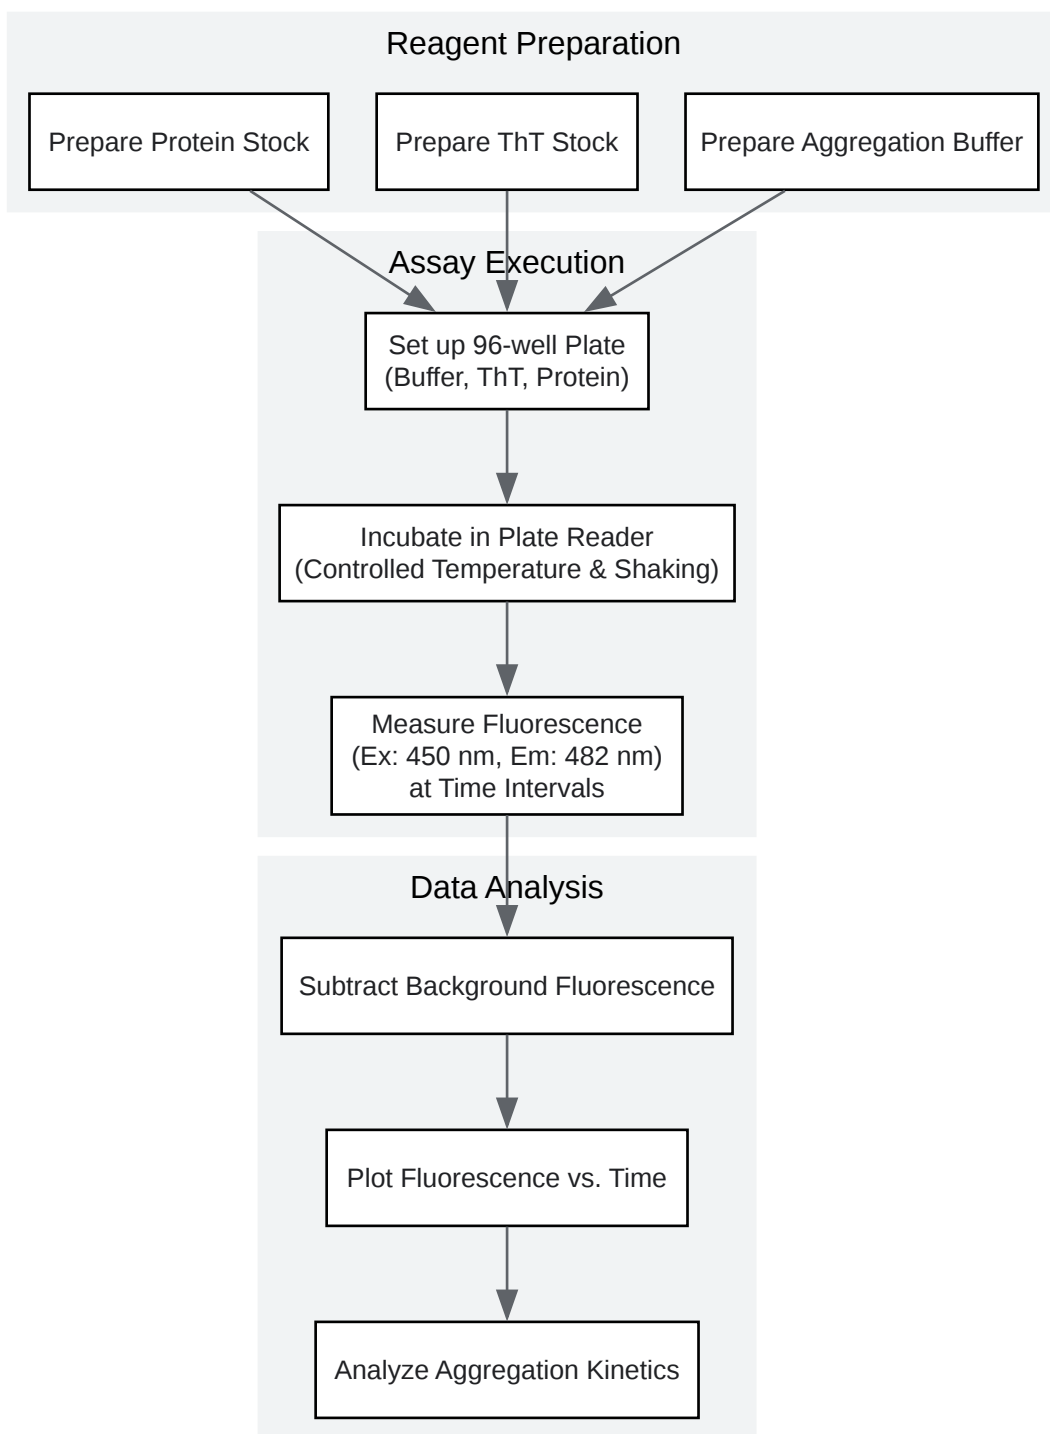 Reagent Preparation
Prepare Protein Stock
Prepare ThT Stock
Prepare Aggregation Buffer
Assay Execution
Set up 96-well Plate
(Buffer, ThT, Protein)
Incubate in Plate Reader
(Controlled Temperature & Shaking)
Measure Fluorescence
(Ex: 450 nm, Em: 482 nm)
at Time Intervals
Data Analysis
Subtract Background Fluorescence
Plot Fluorescence vs. Time
Analyze Aggregation Kinetics